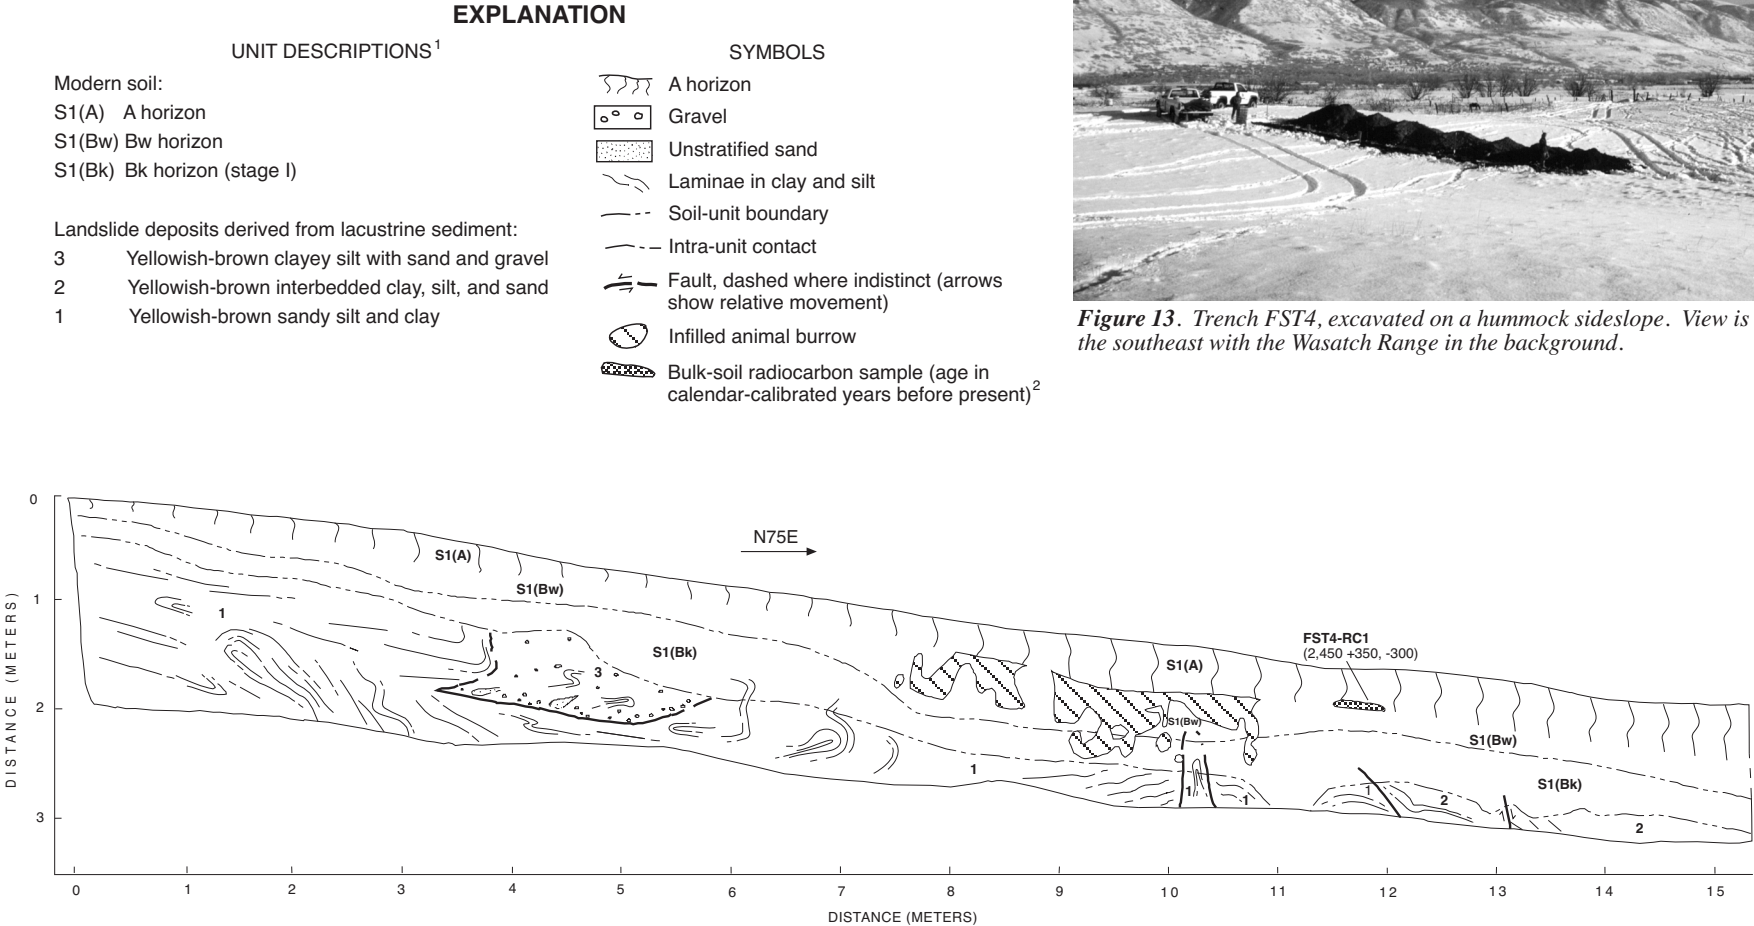 EXPLANATION
UNIT DESCRIPTIONS1
Modern soil:
S1(A) A horizon
S1(Bw) Bw horizon
S1(Bk) Bk horizon (stage I)
Landslide deposits derived from lacustrine sediment:
3 Yellowish-brown clayey silt with sand and gravel
2 Yellowish-brown interbedded clay, silt, and sand
1 Yellowish-brown sandy silt and clay
SYMBOLS
A horizon
Gravel
Unstratified sand
Laminae in clay and silt
Soil-unit boundary
Intra-unit contact
Fault, dashed where indistinct (arrows
show relative movement)
Infilled animal burrow
Bulk-soil radiocarbon sample (age in
calendar-calibrated years before present)2
Figure 13. Trench FST4, excavated on a hummock sideslope. View is
the southeast with the Wasatch Range in the background.
0
1
2
3
DISTANCE (METERS)
N75E
S1(A)
S1(Bw)
1
S1(Bk)
3
FST4-RC1
(2,450 +350, -300)
S1(A)
S1(Bw)
S1(Bw)
1
1
1
1
2
S1(Bk)
2
0 1 2 3 4 5 6 7 8 9 10 11 12 13 14 15
DISTANCE (METERS)